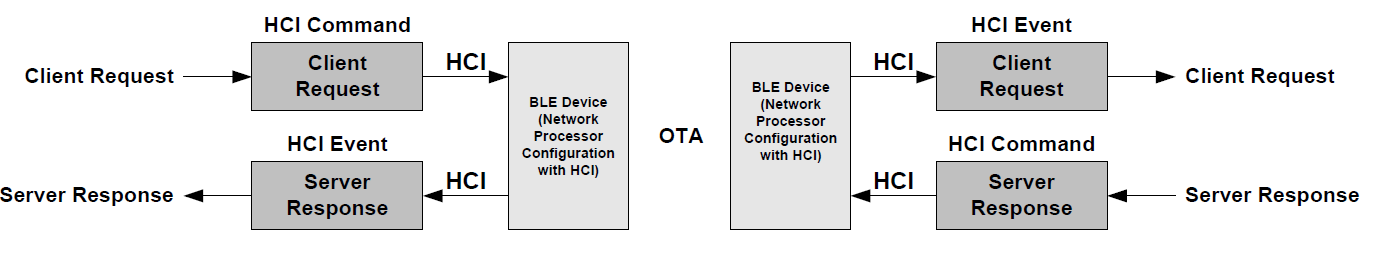 HCI Command
Client Request
Client
Request
HCI
HCI Event
Server Response
Server
Response
HCI
BLE Device
(Network
Processor
Configuration
with HCI)
OTA
BLE Device
(Network
Processor
Configuration
with HCI)
HCI Event
HCI
Client
Request
Client Request
HCI Command
HCI
Server
Response
Server Response